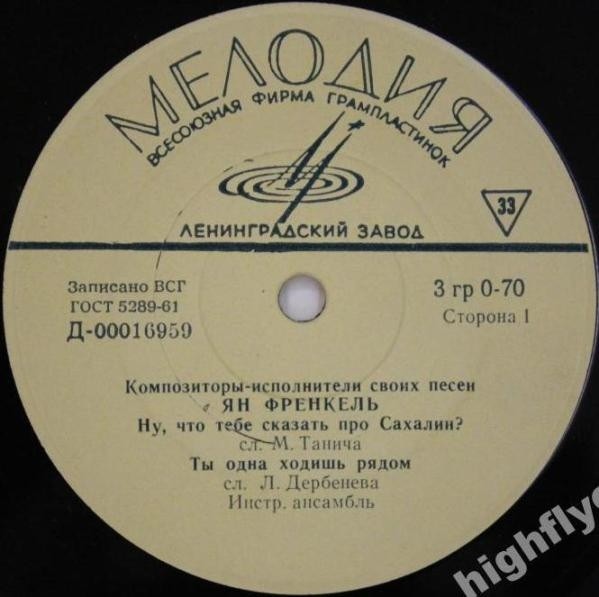 МЕЛОДИЯ
ВСЕСОЮЗНАЯ ФИРМА ГРАМПЛАСТИНОК
ЛЕНИНГРАДСКИЙ ЗАВОД
33
Записано ВСГ
ГОСТ 5289-61
Д-00016959
3 гр 0-70
Сторона 1
Композиторы-исполнители своих песен
ЯН ФРЕНКЕЛЬ
Ну, что тебе сказать про Сахалин?
сл. М. Танича
Ты одна ходишь рядом
сл. Л. Дербенева
Инстр. ансамбль